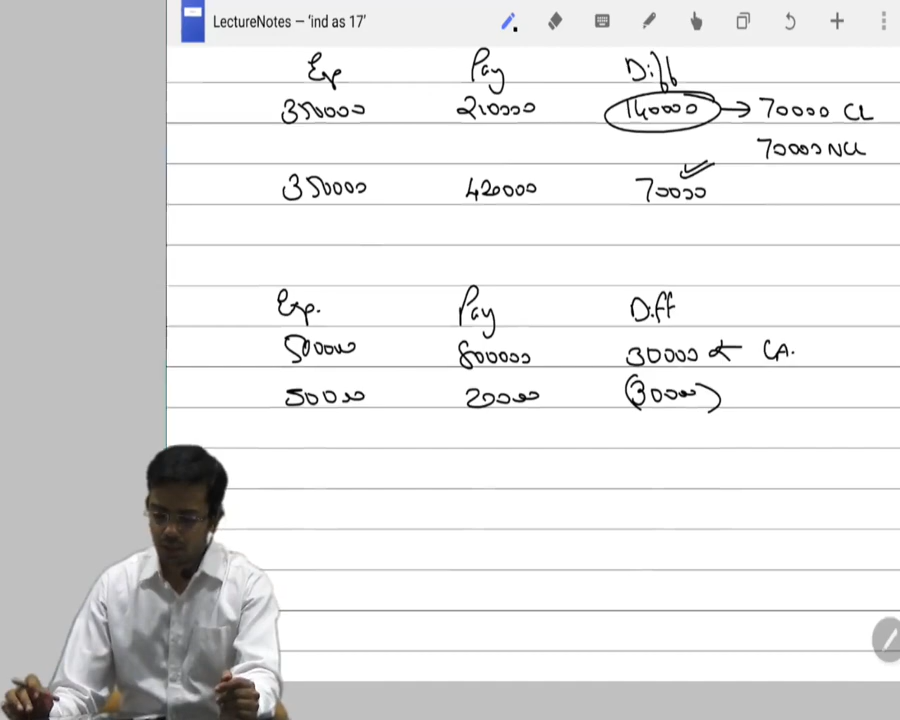 LectureNotes – 'ind as 17'
Exp Pay Diff
350000 210000 140000 → 70000 CL
70000 NCL
350000 420000 70000
Exp. Pay Diff
50000 80000 30000 ← CA.
50000 20000 (30000)